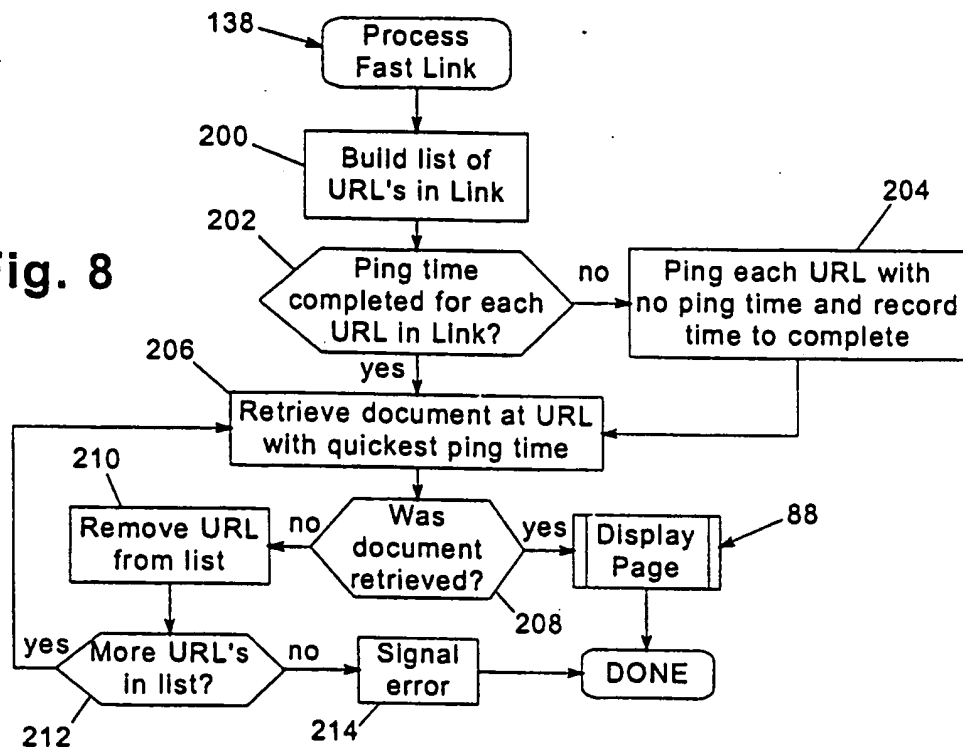 138
Process
Fast Link
200
Build list of
URL's in Link
202
204
Fig. 8
Ping time
completed for each
URL in Link?
no
Ping each URL with
no ping time and record
time to complete
206
yes
Retrieve document at URL
with quickest ping time
210
Remove URL
from list
no
Was
document
retrieved?
yes
Display
Page
88
208
yes
More URL's
in list?
no
Signal
error
DONE
212
214